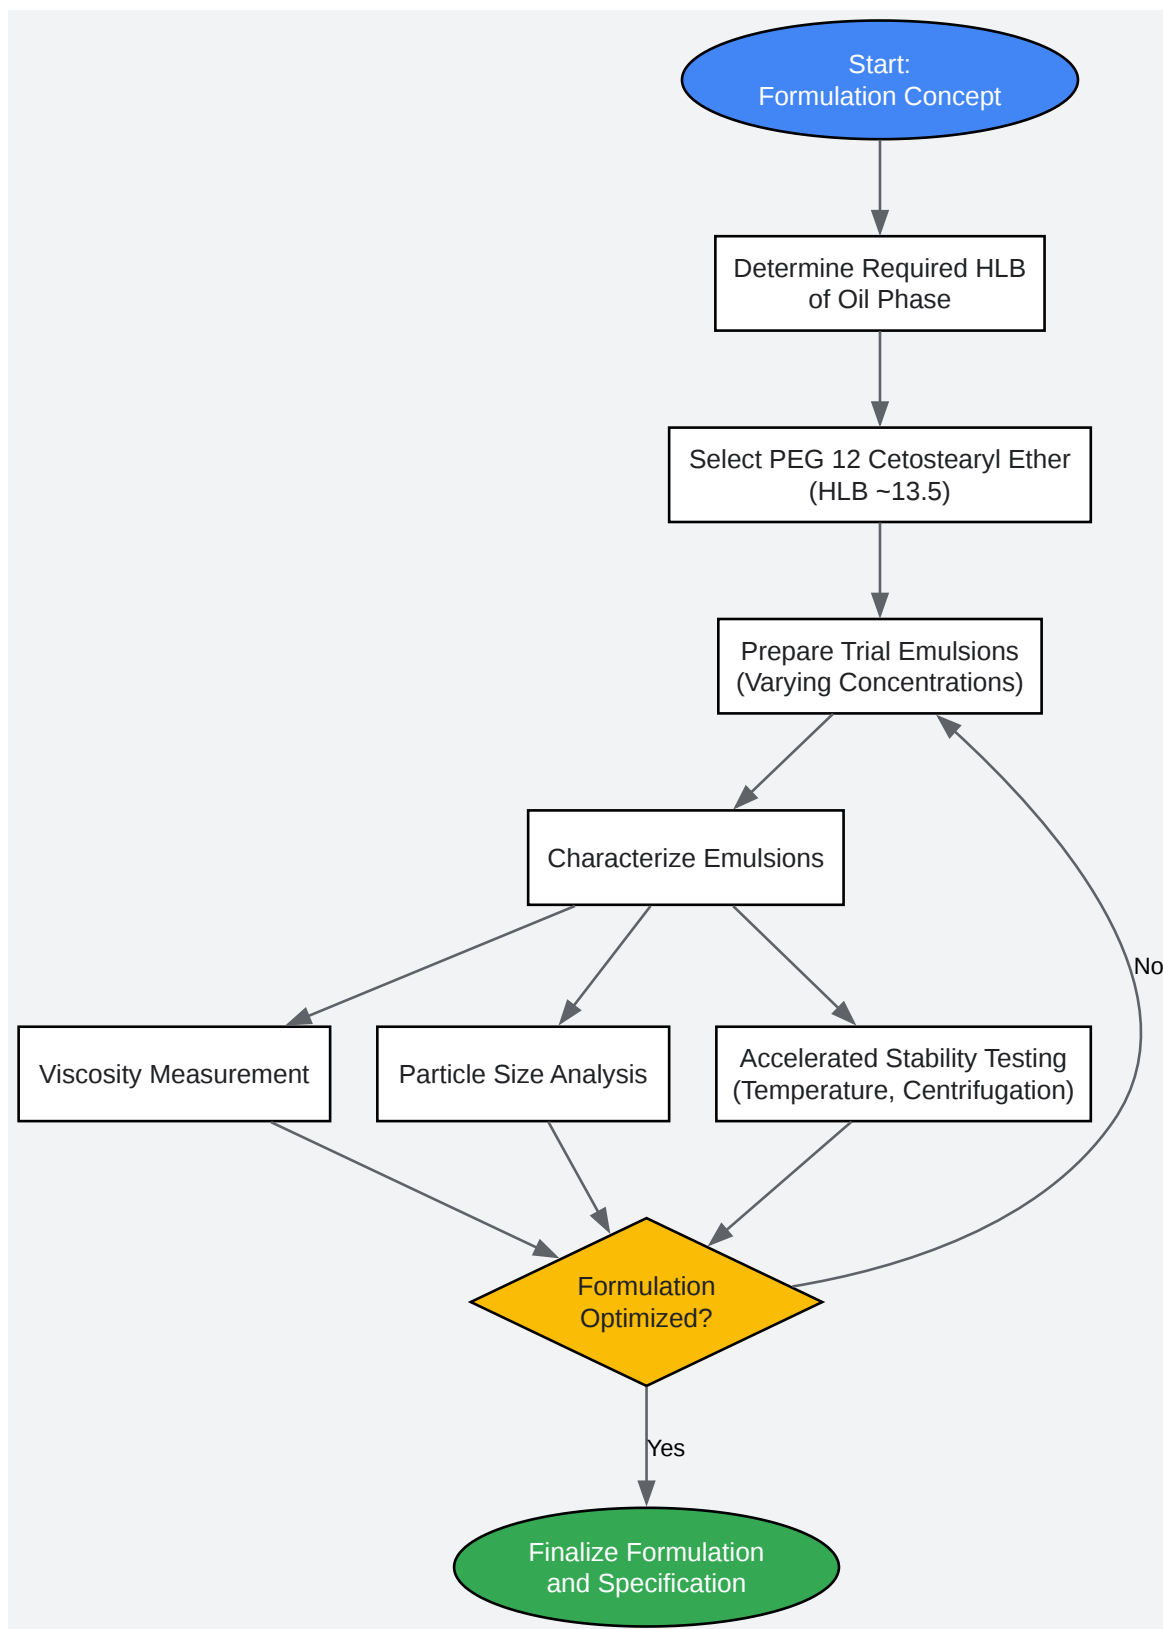 Start:
Formulation Concept
Determine Required HLB
of Oil Phase
Select PEG 12 Cetostearyl Ether
(HLB ~13.5)
Prepare Trial Emulsions
(Varying Concentrations)
Characterize Emulsions
No
Viscosity Measurement
Particle Size Analysis
Accelerated Stability Testing
(Temperature, Centrifugation)
Formulation
Optimized?
Yes
Finalize Formulation
and Specification